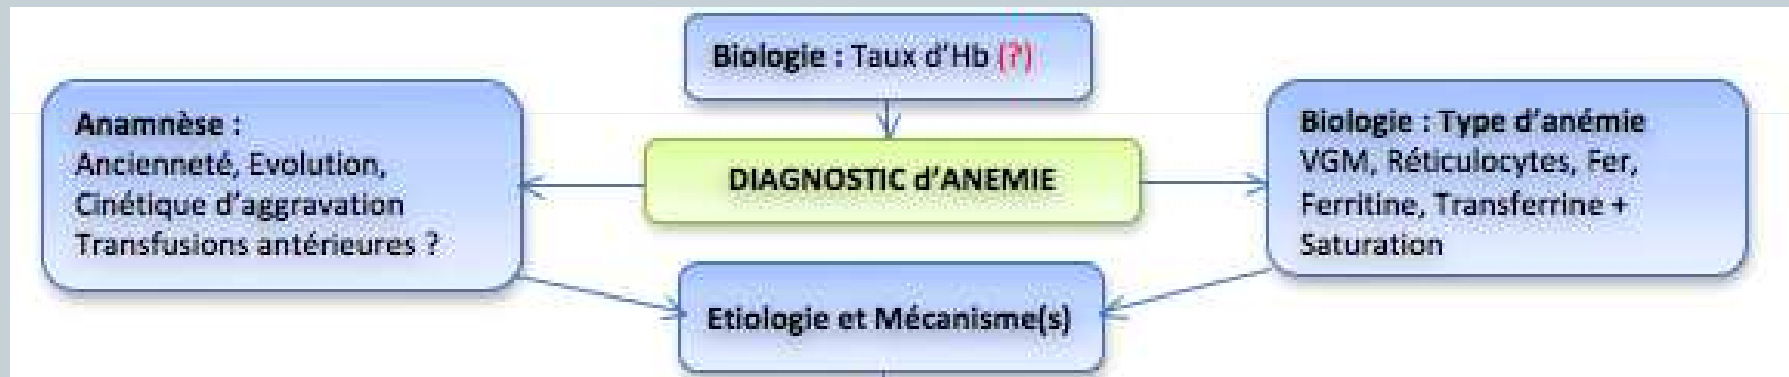 Biologie : Taux d'Hb (?)
Anamnèse :
Ancienneté, Evolution,
Cinétique d'aggravation
Transfusions antérieures ?
DIAGNOSTIC d'ANEMIE
Biologie : Type d'anémie
VGM, Réticulocytes, Fer,
Ferritine, Transferrine +
Saturation
Etiologie et Mécanisme(s)